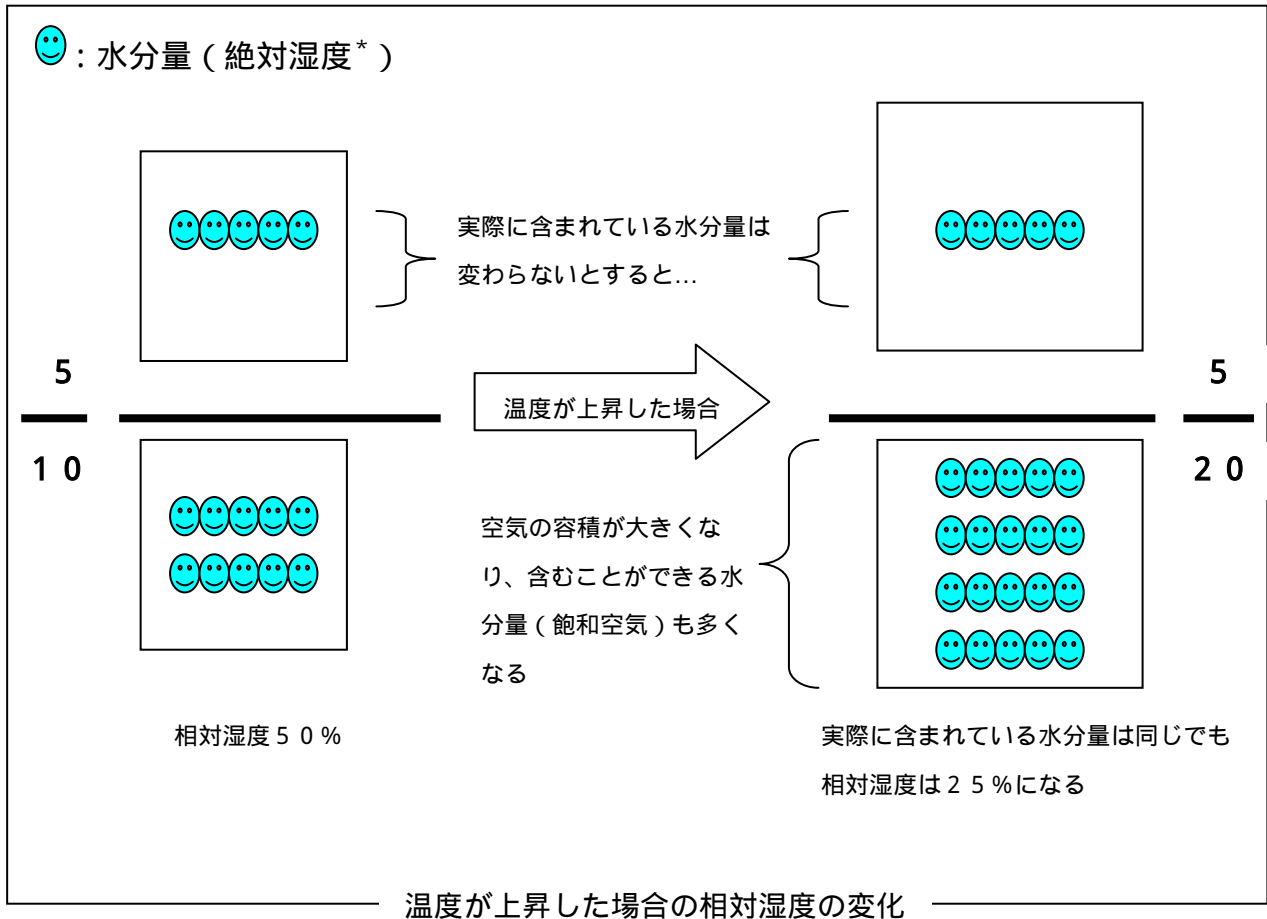 ：水分量（絶対湿度*）
実際に含まれている水分量は
変わらないとすると…
5
10
温度が上昇した場合
5
20
空気の容積が大きくな
り、含むことができる水
分量（飽和空気）も多く
なる
相対湿度５０％
実際に含まれている水分量は同じでも
相対湿度は２５％になる
温度が上昇した場合の相対湿度の変化